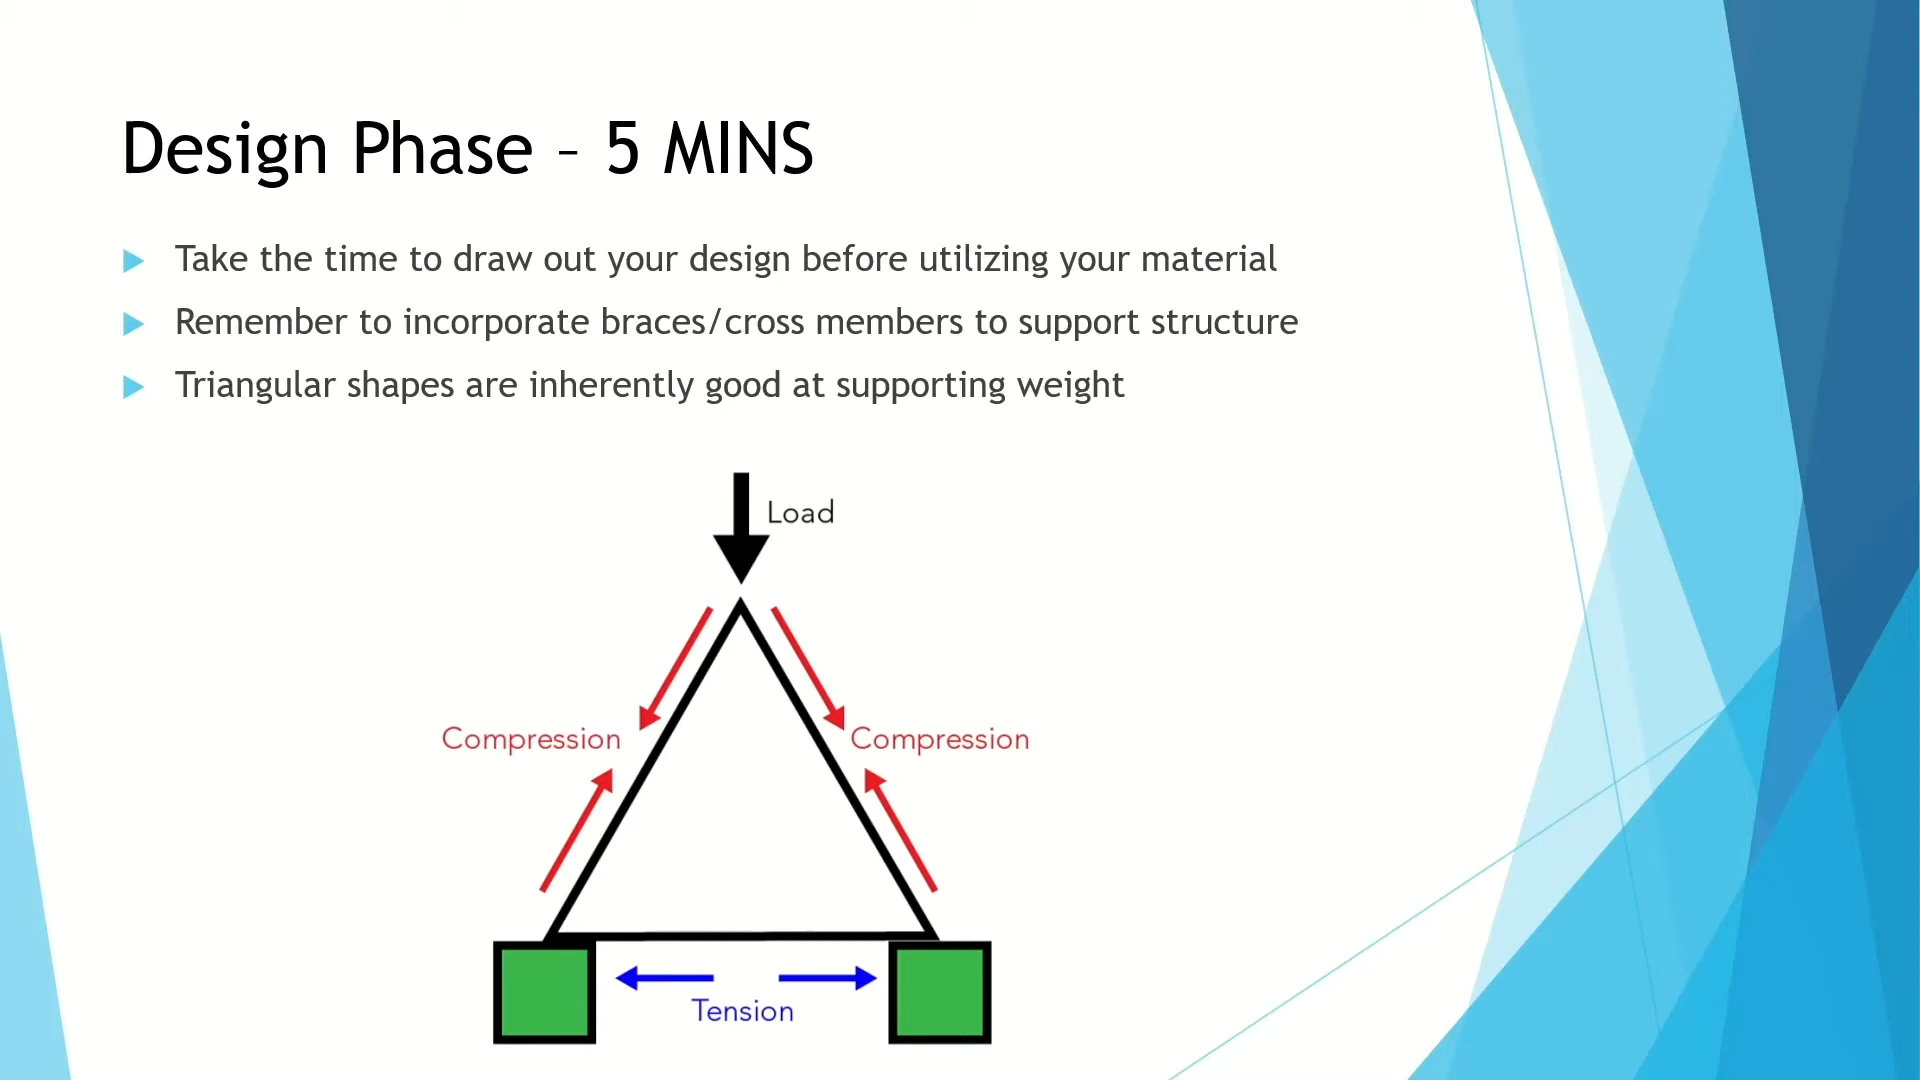 Design Phase – 5 MINS
Take the time to draw out your design before utilizing your material
Remember to incorporate braces/cross members to support structure
Triangular shapes are inherently good at supporting weight
Load
Compression
Compression
Tension